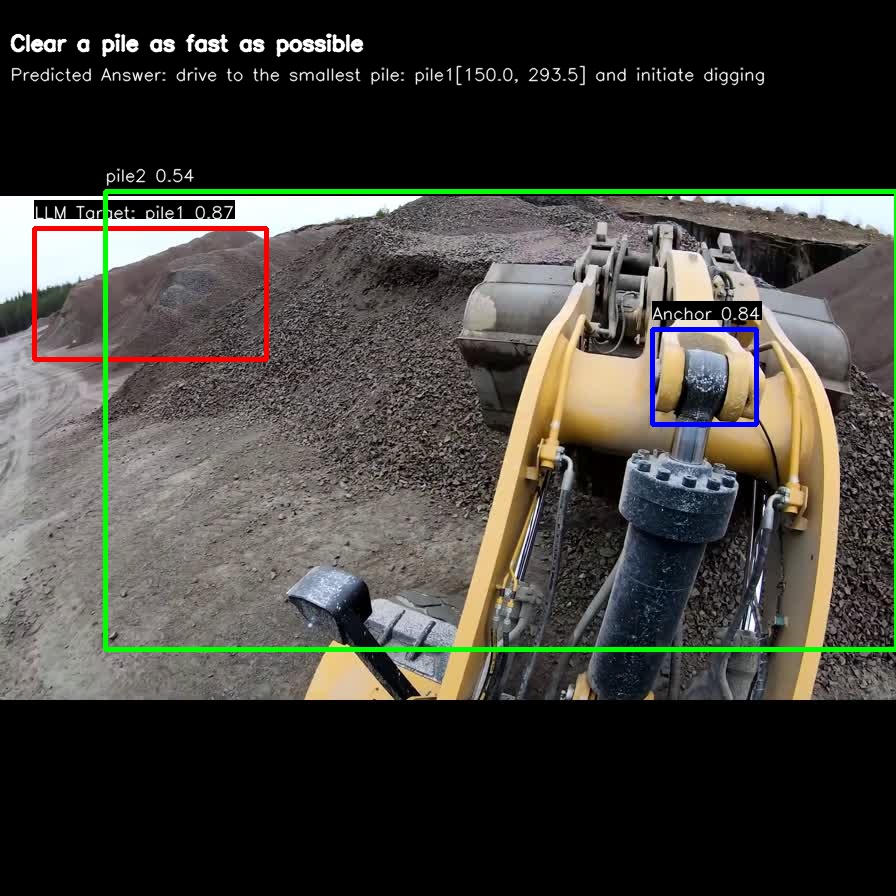 Clear a pile as fast as possible
Predicted Answer: drive to the smallest pile: pile1[150.0, 293.5] and initiate digging
pile2 0.54
LLM Target: pile1 0.87
Anchor 0.84